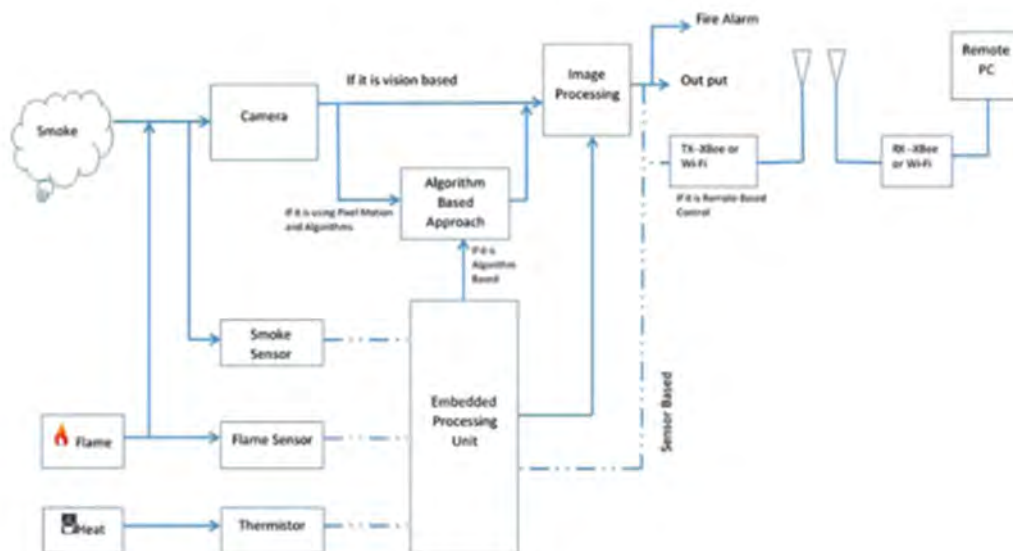 Fire Alarm
Remote
PC
Image
Processing
If it is vision based
Out put
Smoke
Camera
TX-XBee or
Wi-Fi
RX-XBee
or Wi-Fi
Algorithm
Based
Approach
If it is Remote-Based
Control
If it is using Pixel Motion
and Algorithms
If it is
Algorithm
Based
Smoke
Sensor
Sensor Based
Embedded
Processing
Unit
Flame
Flame Sensor
Heat
Thermistor